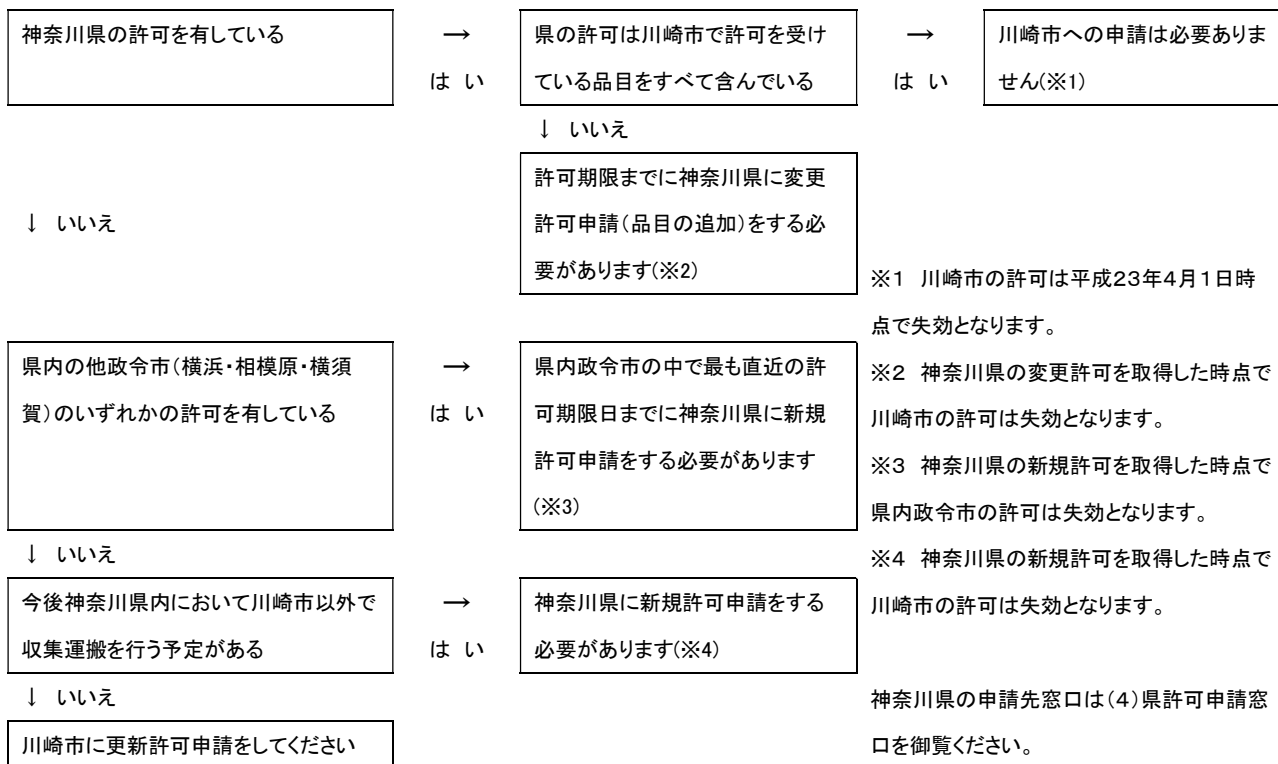 神奈川県の許可を有している
→
はい
県の許可は川崎市で許可を受け
ている品目をすべて含んでいる
→
はい
川崎市への申請は必要ありま
せん(※1)
↓ いいえ
許可期限までに神奈川県に変更
許可申請(品目の追加)をする必
要があります(※2)
↓ いいえ
県内の他政令市(横浜・相模原・横須
賀)のいずれかの許可を有している
→
はい
県内政令市の中で最も直近の許
可期限日までに神奈川県に新規
許可申請をする必要があります
(※3)
↓ いいえ
今後神奈川県内において川崎市以外で
収集運搬を行う予定がある
→
はい
神奈川県に新規許可申請をする
必要があります(※4)
↓ いいえ
川崎市に更新許可申請をしてください
※1 川崎市の許可は平成23年4月1日時
点で失効となります。
※2 神奈川県の変更許可を取得した時点で
川崎市の許可は失効となります。
※3 神奈川県の新規許可を取得した時点で
県内政令市の許可は失効となります。
※4 神奈川県の新規許可を取得した時点で
川崎市の許可は失効となります。
神奈川県の申請先窓口は(4)県許可申請窓
口を御覧ください。